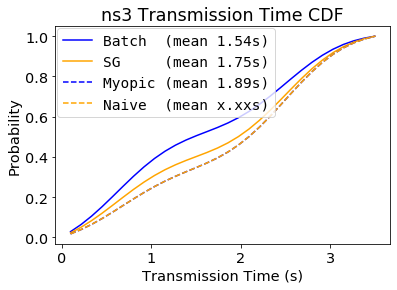 ns3 Transmission Time CDF
Batch  (mean 1.54s)
SG     (mean 1.75s)
Myopic (mean 1.89s)
Naive  (mean x.xxs)
1.0
0.8
0.6
0.4
0.2
0.0
Probability
0 1 2 3
Transmission Time (s)